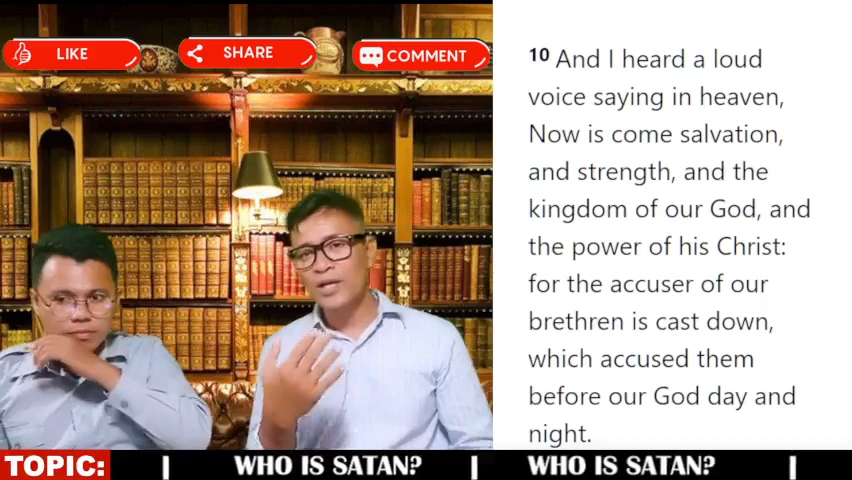 LIKE
SHARE
COMMENT
10 And I heard a loud
voice saying in heaven,
Now is come salvation,
and strength, and the
kingdom of our God, and
the power of his Christ:
for the accuser of our
brethren is cast down,
which accused them
before our God day and
night.
TOPIC: | WHO IS SATAN? | WHO IS SATAN? |